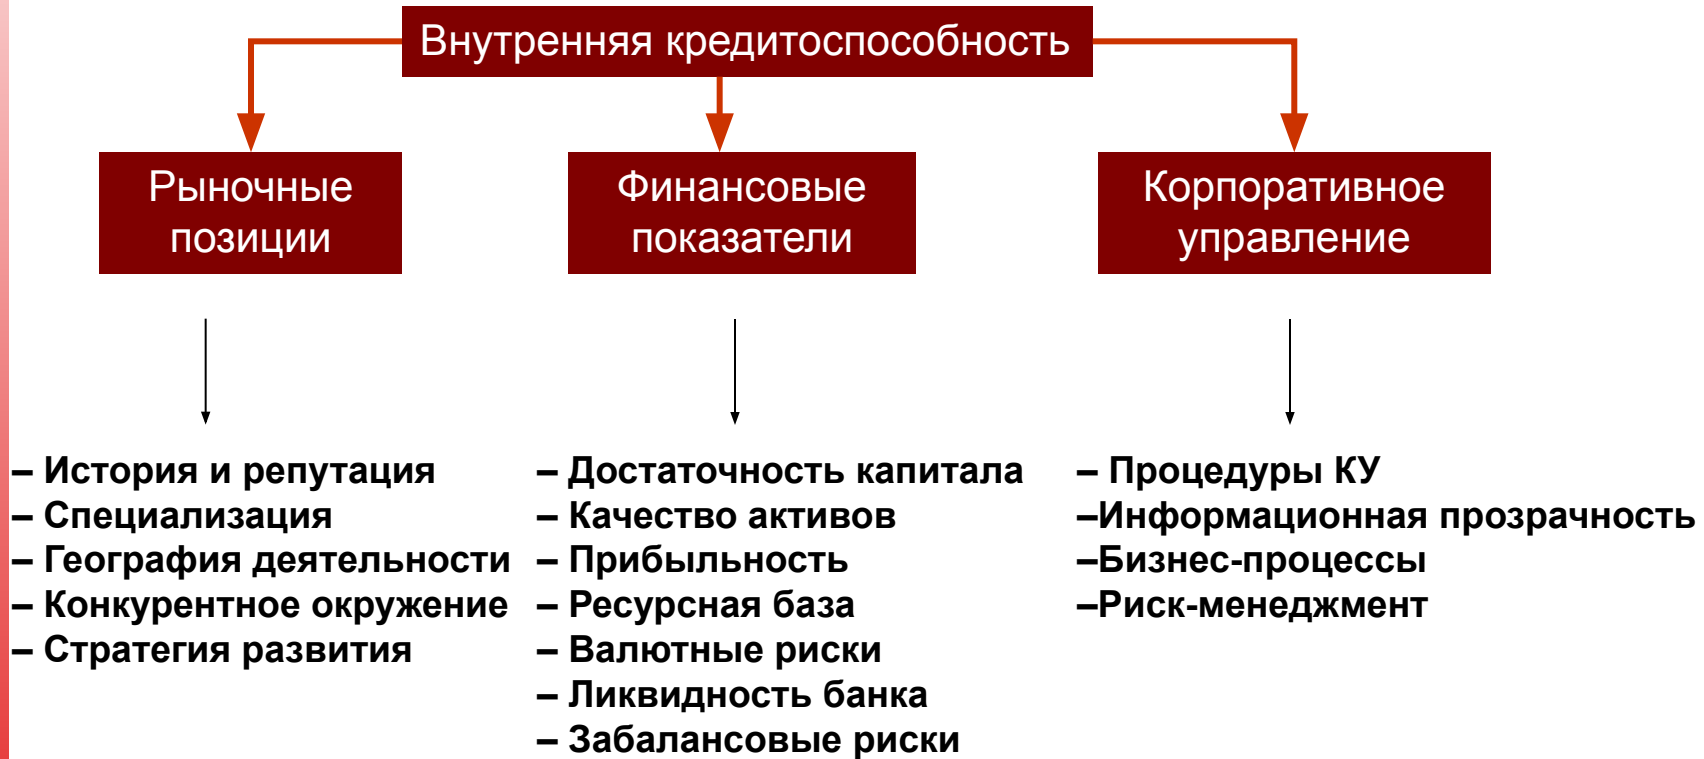 Внутренняя кредитоспособность
Рыночные
позиции
Финансовые
показатели
Корпоративное
управление
– История и репутация
– Специализация
– География деятельности
– Конкурентное окружение
– Стратегия развития
– Достаточность капитала
– Качество активов
– Прибыльность
– Ресурсная база
– Валютные риски
– Ликвидность банка
– Забалансовые риски
– Процедуры КУ
–Информационная прозрачность
–Бизнес-процессы
–Риск-менеджмент